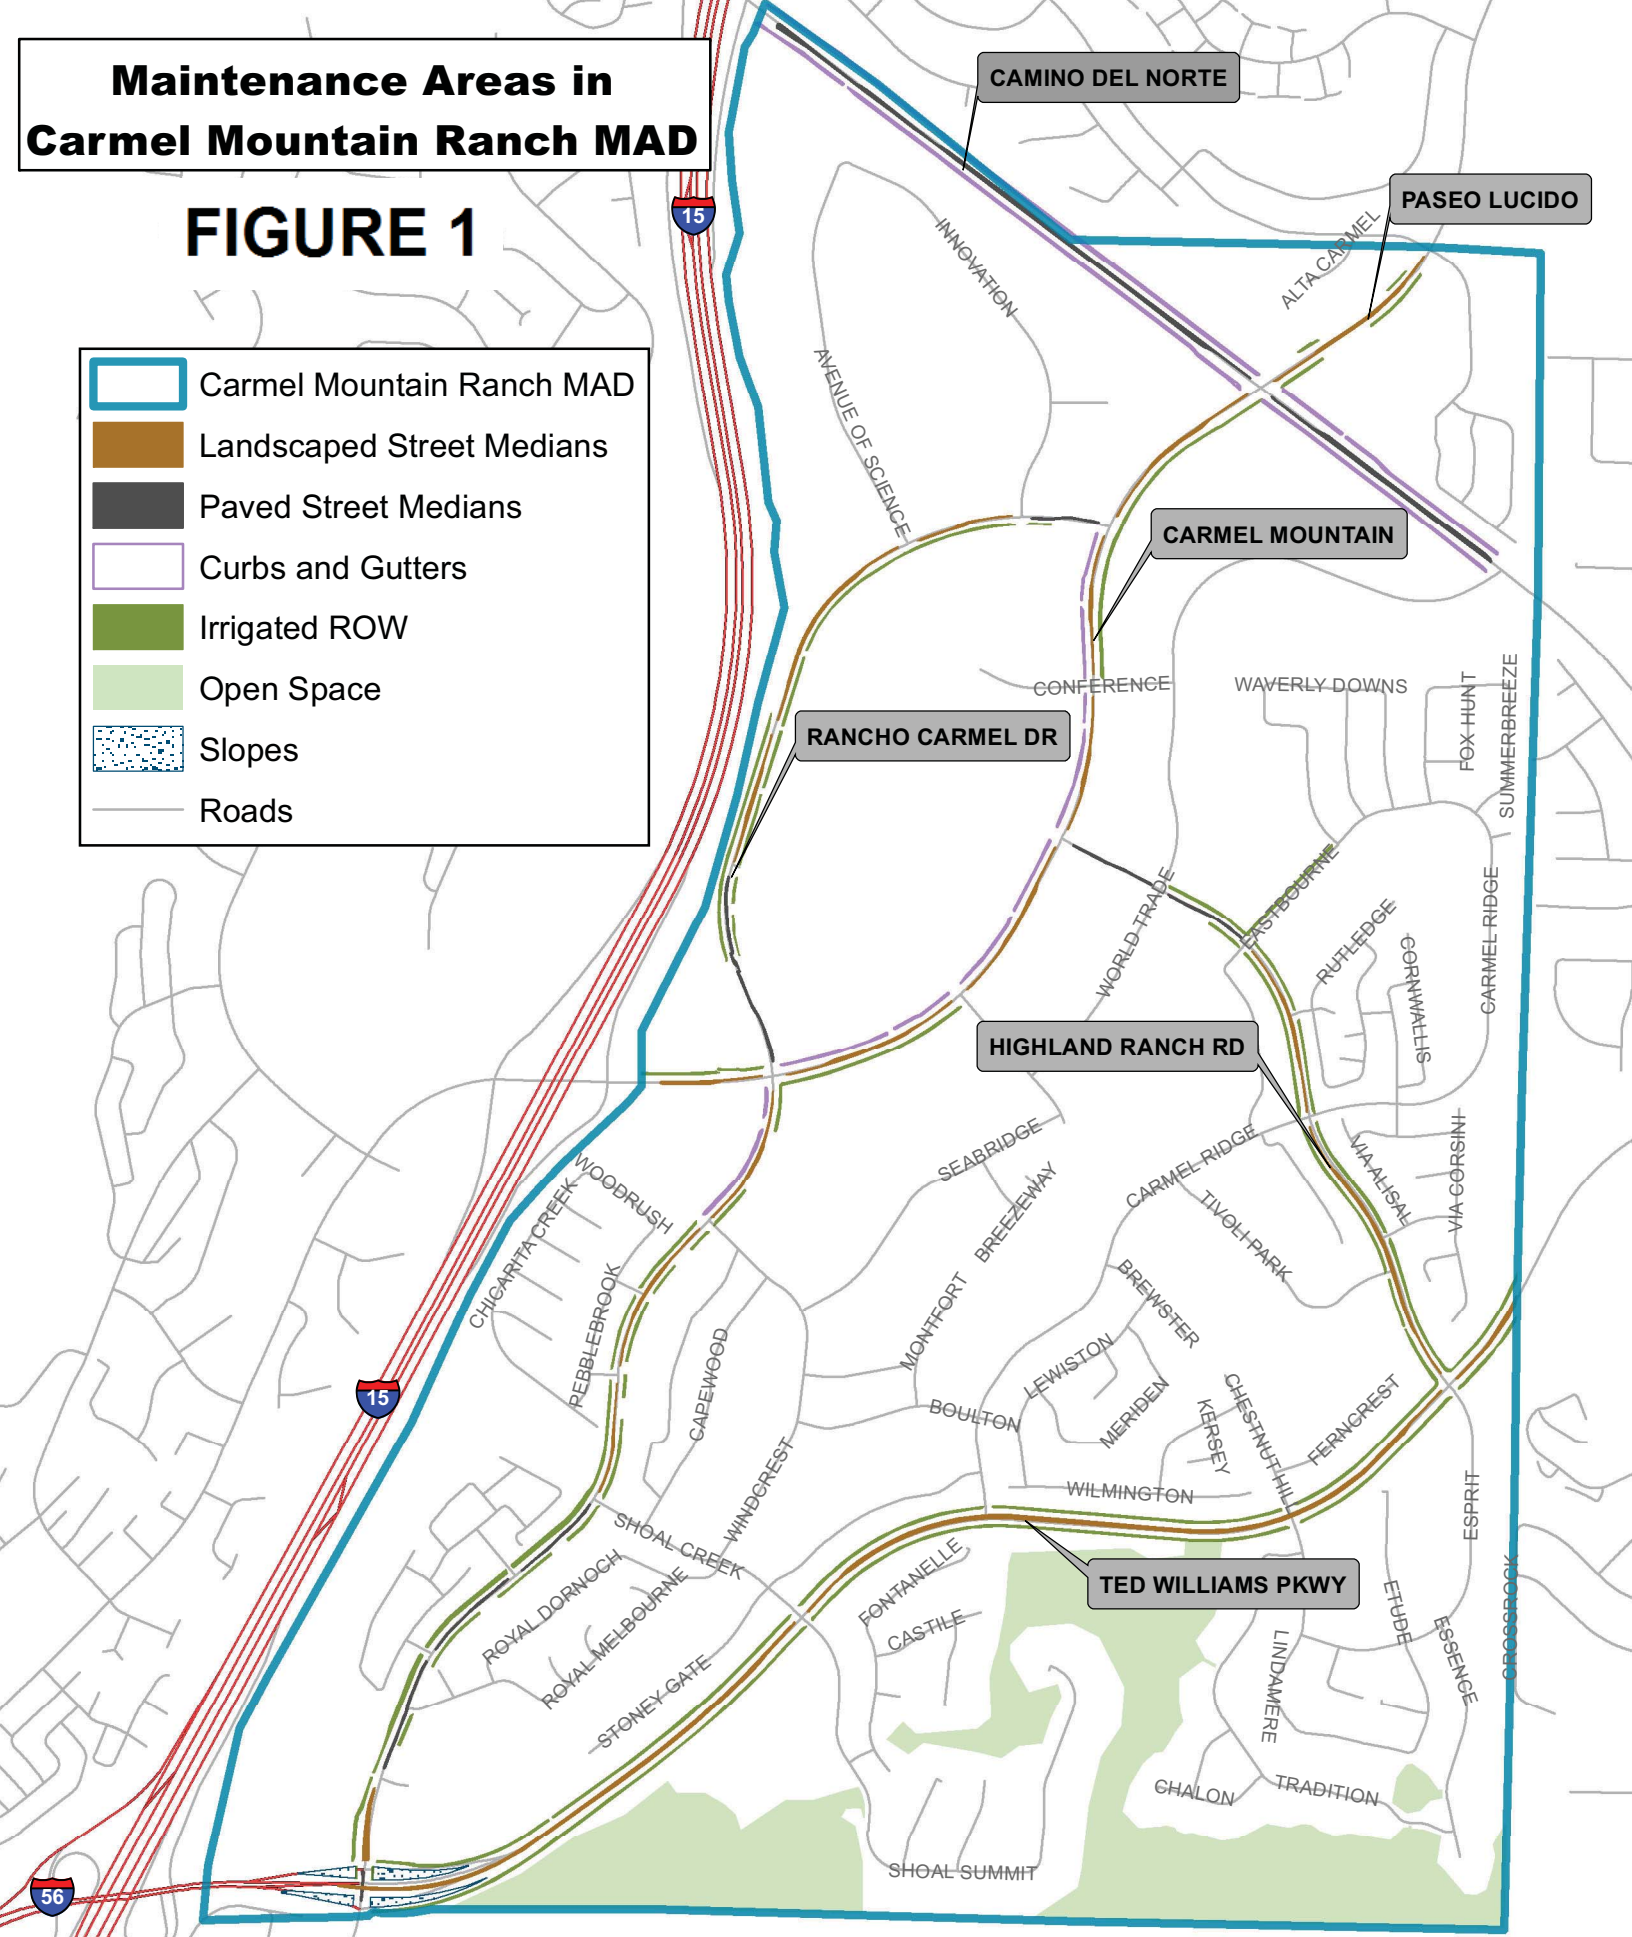 Maintenance Areas in
Carmel Mountain Ranch MAD
FIGURE 1
Carmel Mountain Ranch MAD
Landscaped Street Medians
Paved Street Medians
Curbs and Gutters
Irrigated ROW
Open Space
Slopes
Roads
15
CAMINO DEL NORTE
PASEO LUCIDO
ALTA CARMEL
INNOVATION
AVENUE OF SCIENCE
CARMEL MOUNTAIN
CONFERENCE
WAVERLY DOWNS
FOX HUNT
SUMMERBREEZE
RANCHO CARMEL DR
EASTBOURNE
WORLD TRADE
RUTLEDGE
CORNWALLIS
CARMEL RIDGE
HIGHLAND RANCH RD
SEABRIDGE
BREEZEWAY
CARMEL RIDGE
VIA ALISAL
VIA CORSINI
TIVOLI PARK
WOODRUSH
CHICARITA CREEK
PEBBLEBROOK
CAPEWOOD
MONTFORT
BREWSTER
LEWISTON
MERIDEN
BOULTON
KERSEY
CHESTNUT HILL
FERNCREST
15
WINDCREST
WILMINGTON
ESPRIT
SHOAL CREEK
FONTANELLE
TED WILLIAMS PKWY
CROSSROCK
ROYAL DORNOCH
ROYAL MELBOURNE
STONEY GATE
CASTILE
LINDAMERE
ETUDE
ESSENCE
CHALON
TRADITION
SHOAL SUMMIT
56